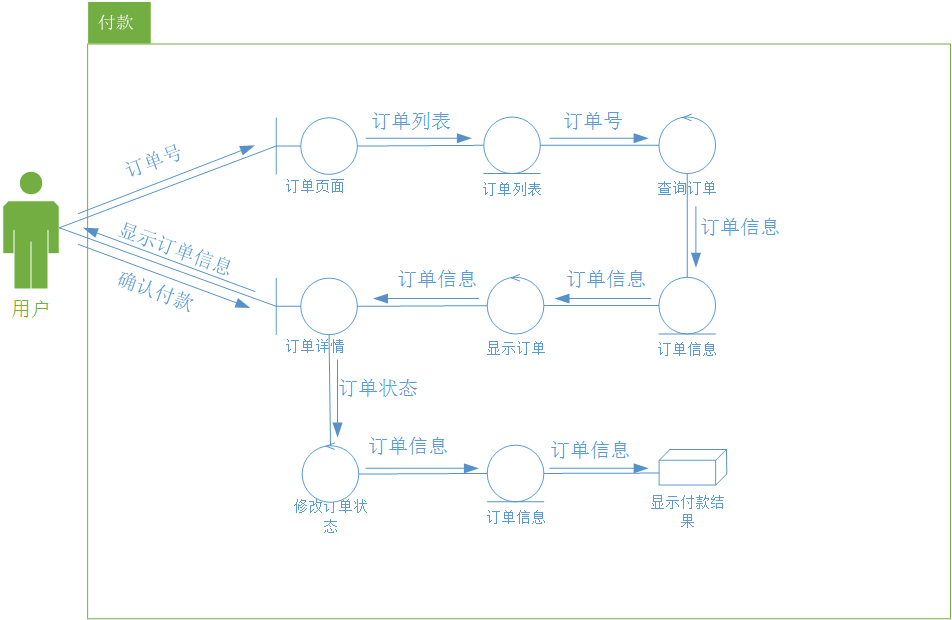 付款
订单列表
订单号
订单号
订单页面
订单列表
查询订单
显示订单信息
订单信息
确认付款
订单信息
订单信息
用户
订单详情
显示订单
订单信息
订单状态
订单信息
订单信息
修改订单状
态
订单信息
显示付款结
果